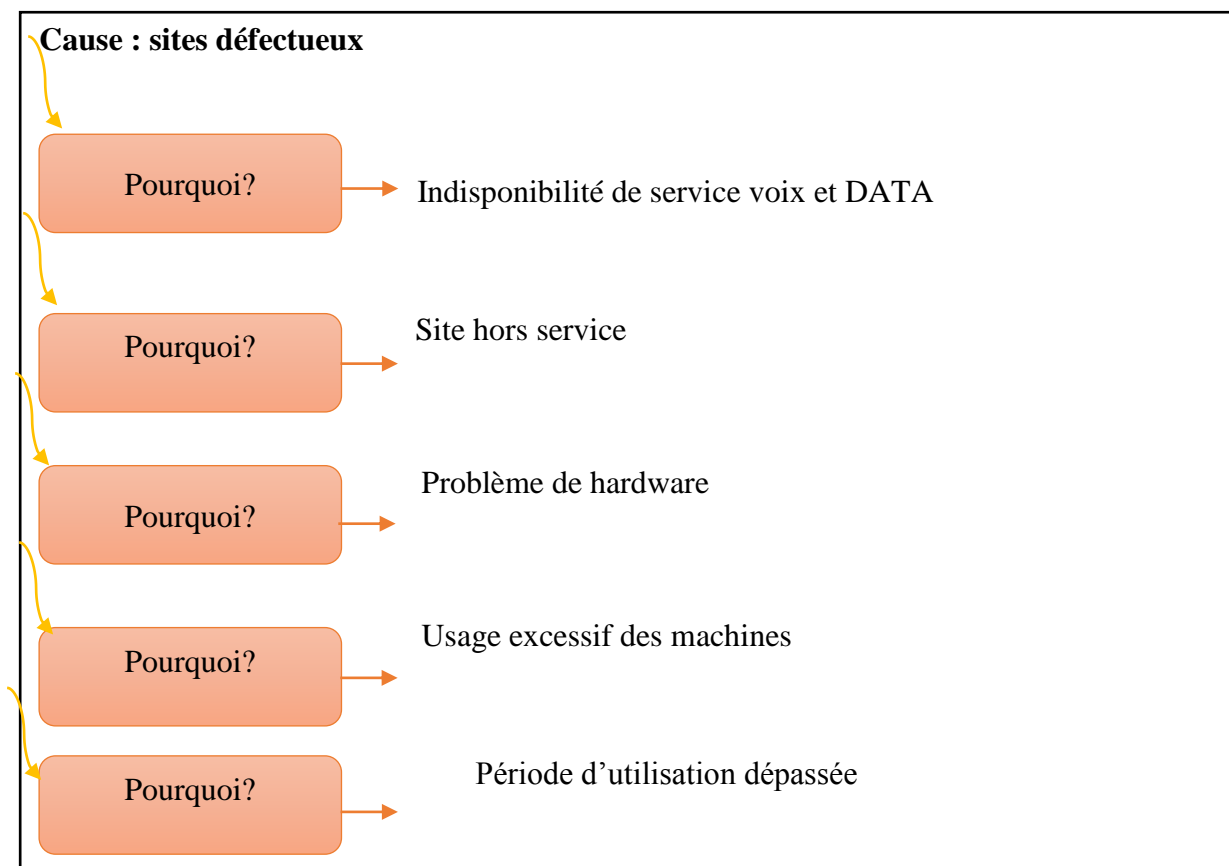 Cause : sites défectueux
Pourquoi?
Indisponibilité de service voix et DATA
Pourquoi?
Site hors service
Pourquoi?
Problème de hardware
Pourquoi?
Usage excessif des machines
Pourquoi?
Période d’utilisation dépassée